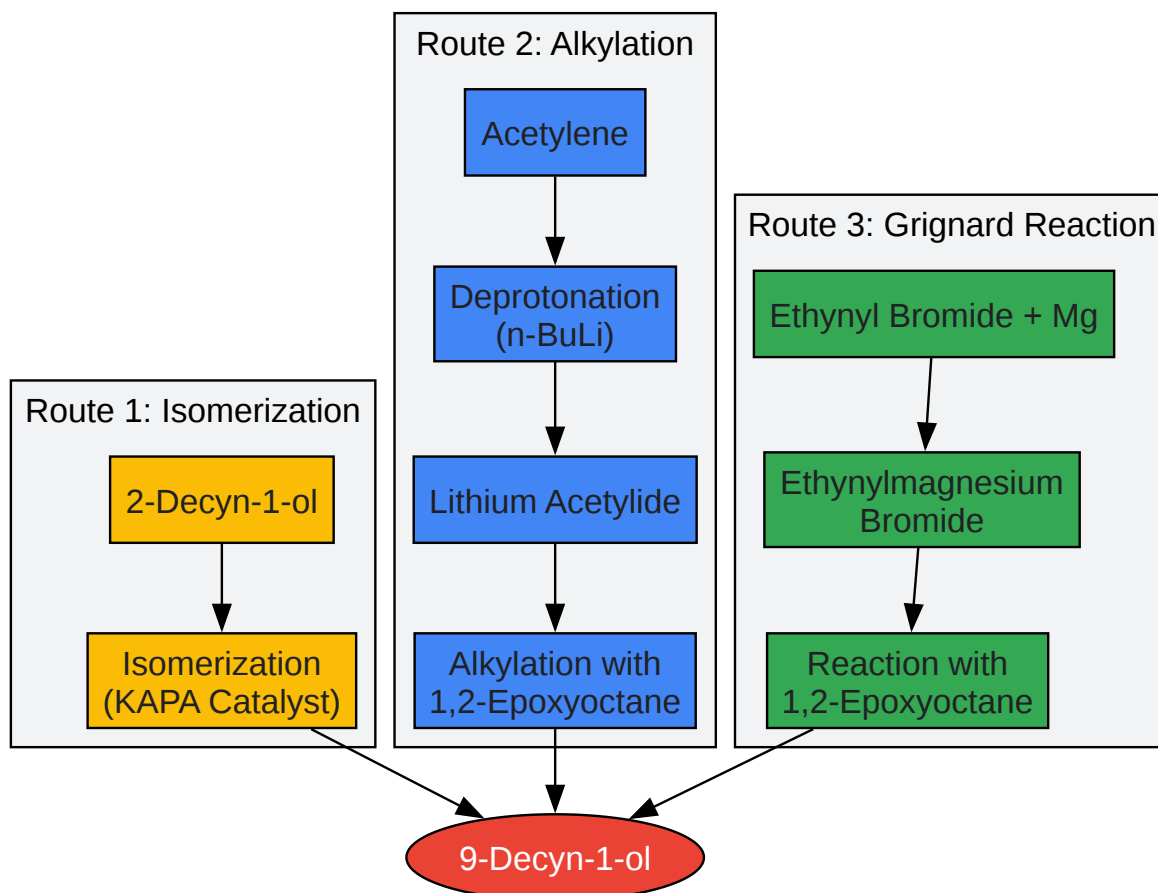 Route 1: Isomerization
2-Decyn-1-ol
Isomerization
(KAPA Catalyst)
Route 2: Alkylation
Acetylene
Deprotonation
(n-BuLi)
Lithium Acetylide
Alkylation with
1,2-Epoxyoctane
Route 3: Grignard Reaction
Ethynyl Bromide + Mg
Ethynylmagnesium
Bromide
Reaction with
1,2-Epoxyoctane
9-Decyn-1-ol